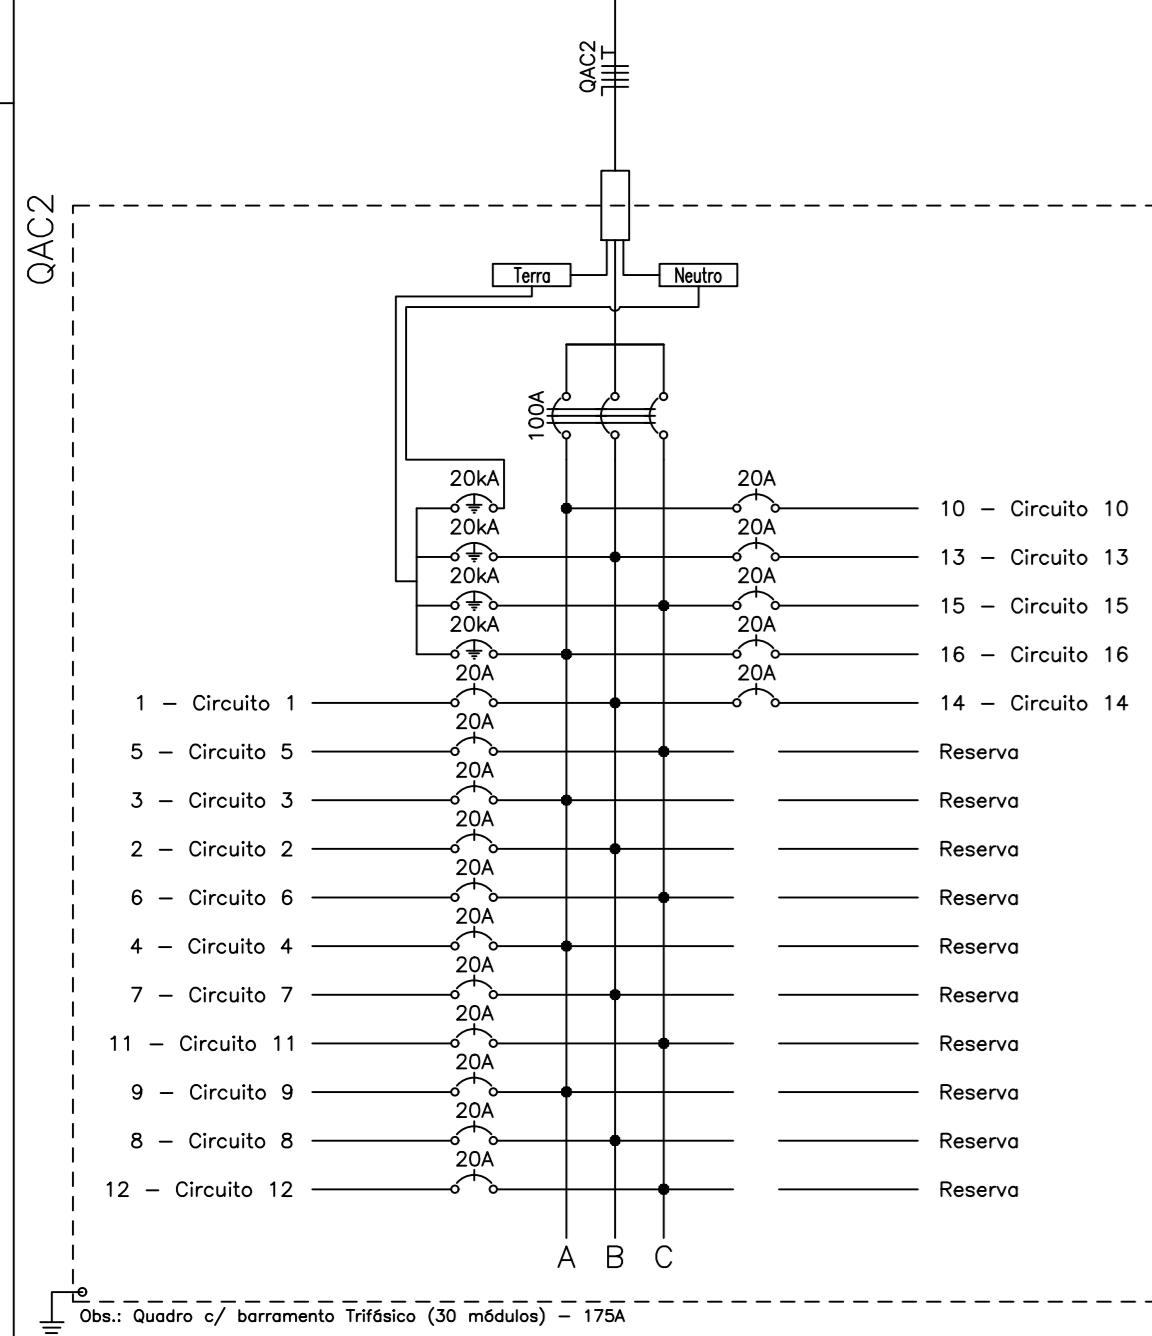 QAC2
QAC2
Terra
Neutro
100A
20kA
20A
10 – Circuito 10
20kA
20A
13 – Circuito 13
20kA
20A
15 – Circuito 15
20kA
20A
16 – Circuito 16
1 – Circuito 1
20A
20A
14 – Circuito 14
5 – Circuito 5
20A
Reserva
3 – Circuito 3
20A
Reserva
2 – Circuito 2
20A
Reserva
6 – Circuito 6
20A
Reserva
4 – Circuito 4
20A
Reserva
7 – Circuito 7
20A
Reserva
11 – Circuito 11
20A
Reserva
9 – Circuito 9
20A
Reserva
8 – Circuito 8
20A
Reserva
12 – Circuito 12
20A
Reserva
A B C
Obs.: Quadro c/ barramento Trifásico (30 módulos) – 175A